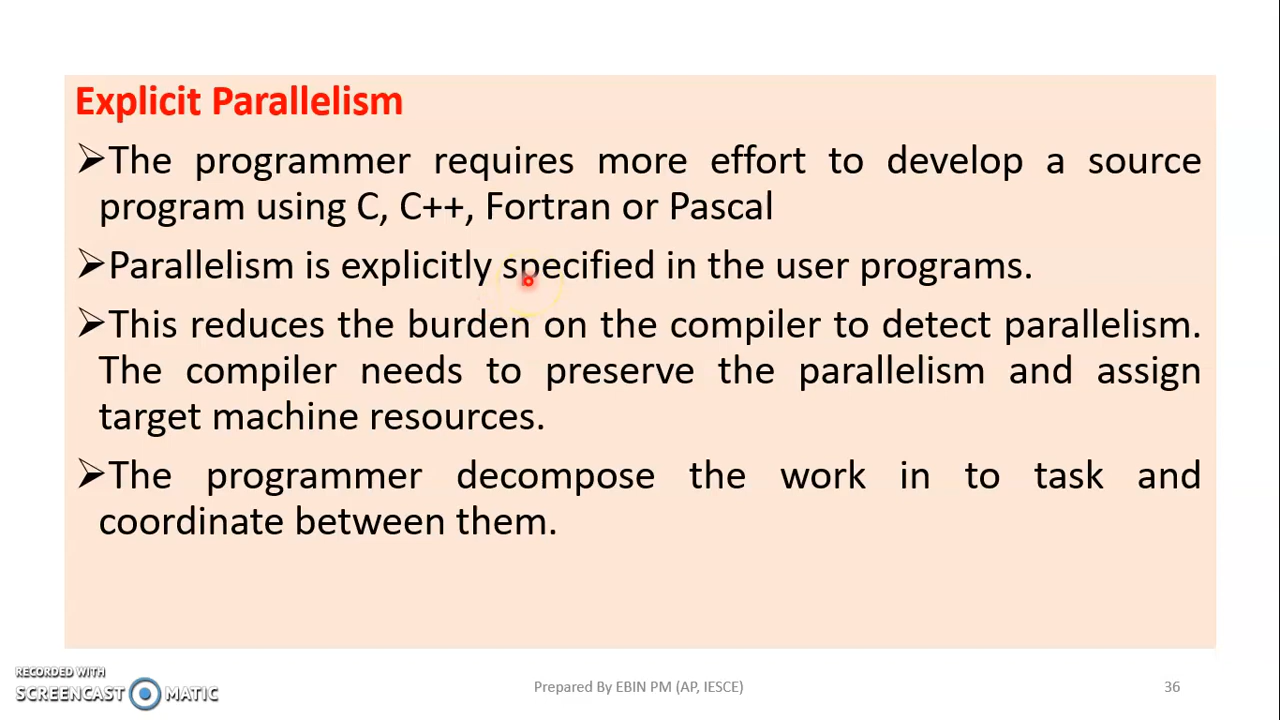 Explicit Parallelism
➢The programmer requires more effort to develop a source
program using C, C++, Fortran or Pascal
➢Parallelism is explicitly specified in the user programs.
➢This reduces the burden on the compiler to detect parallelism.
The compiler needs to preserve the parallelism and assign
target machine resources.
➢The programmer decompose the work in to task and
coordinate between them.
RECORDED WITH
SCREENCAST MATIC
Prepared By EBIN PM (AP, IESCE)
36